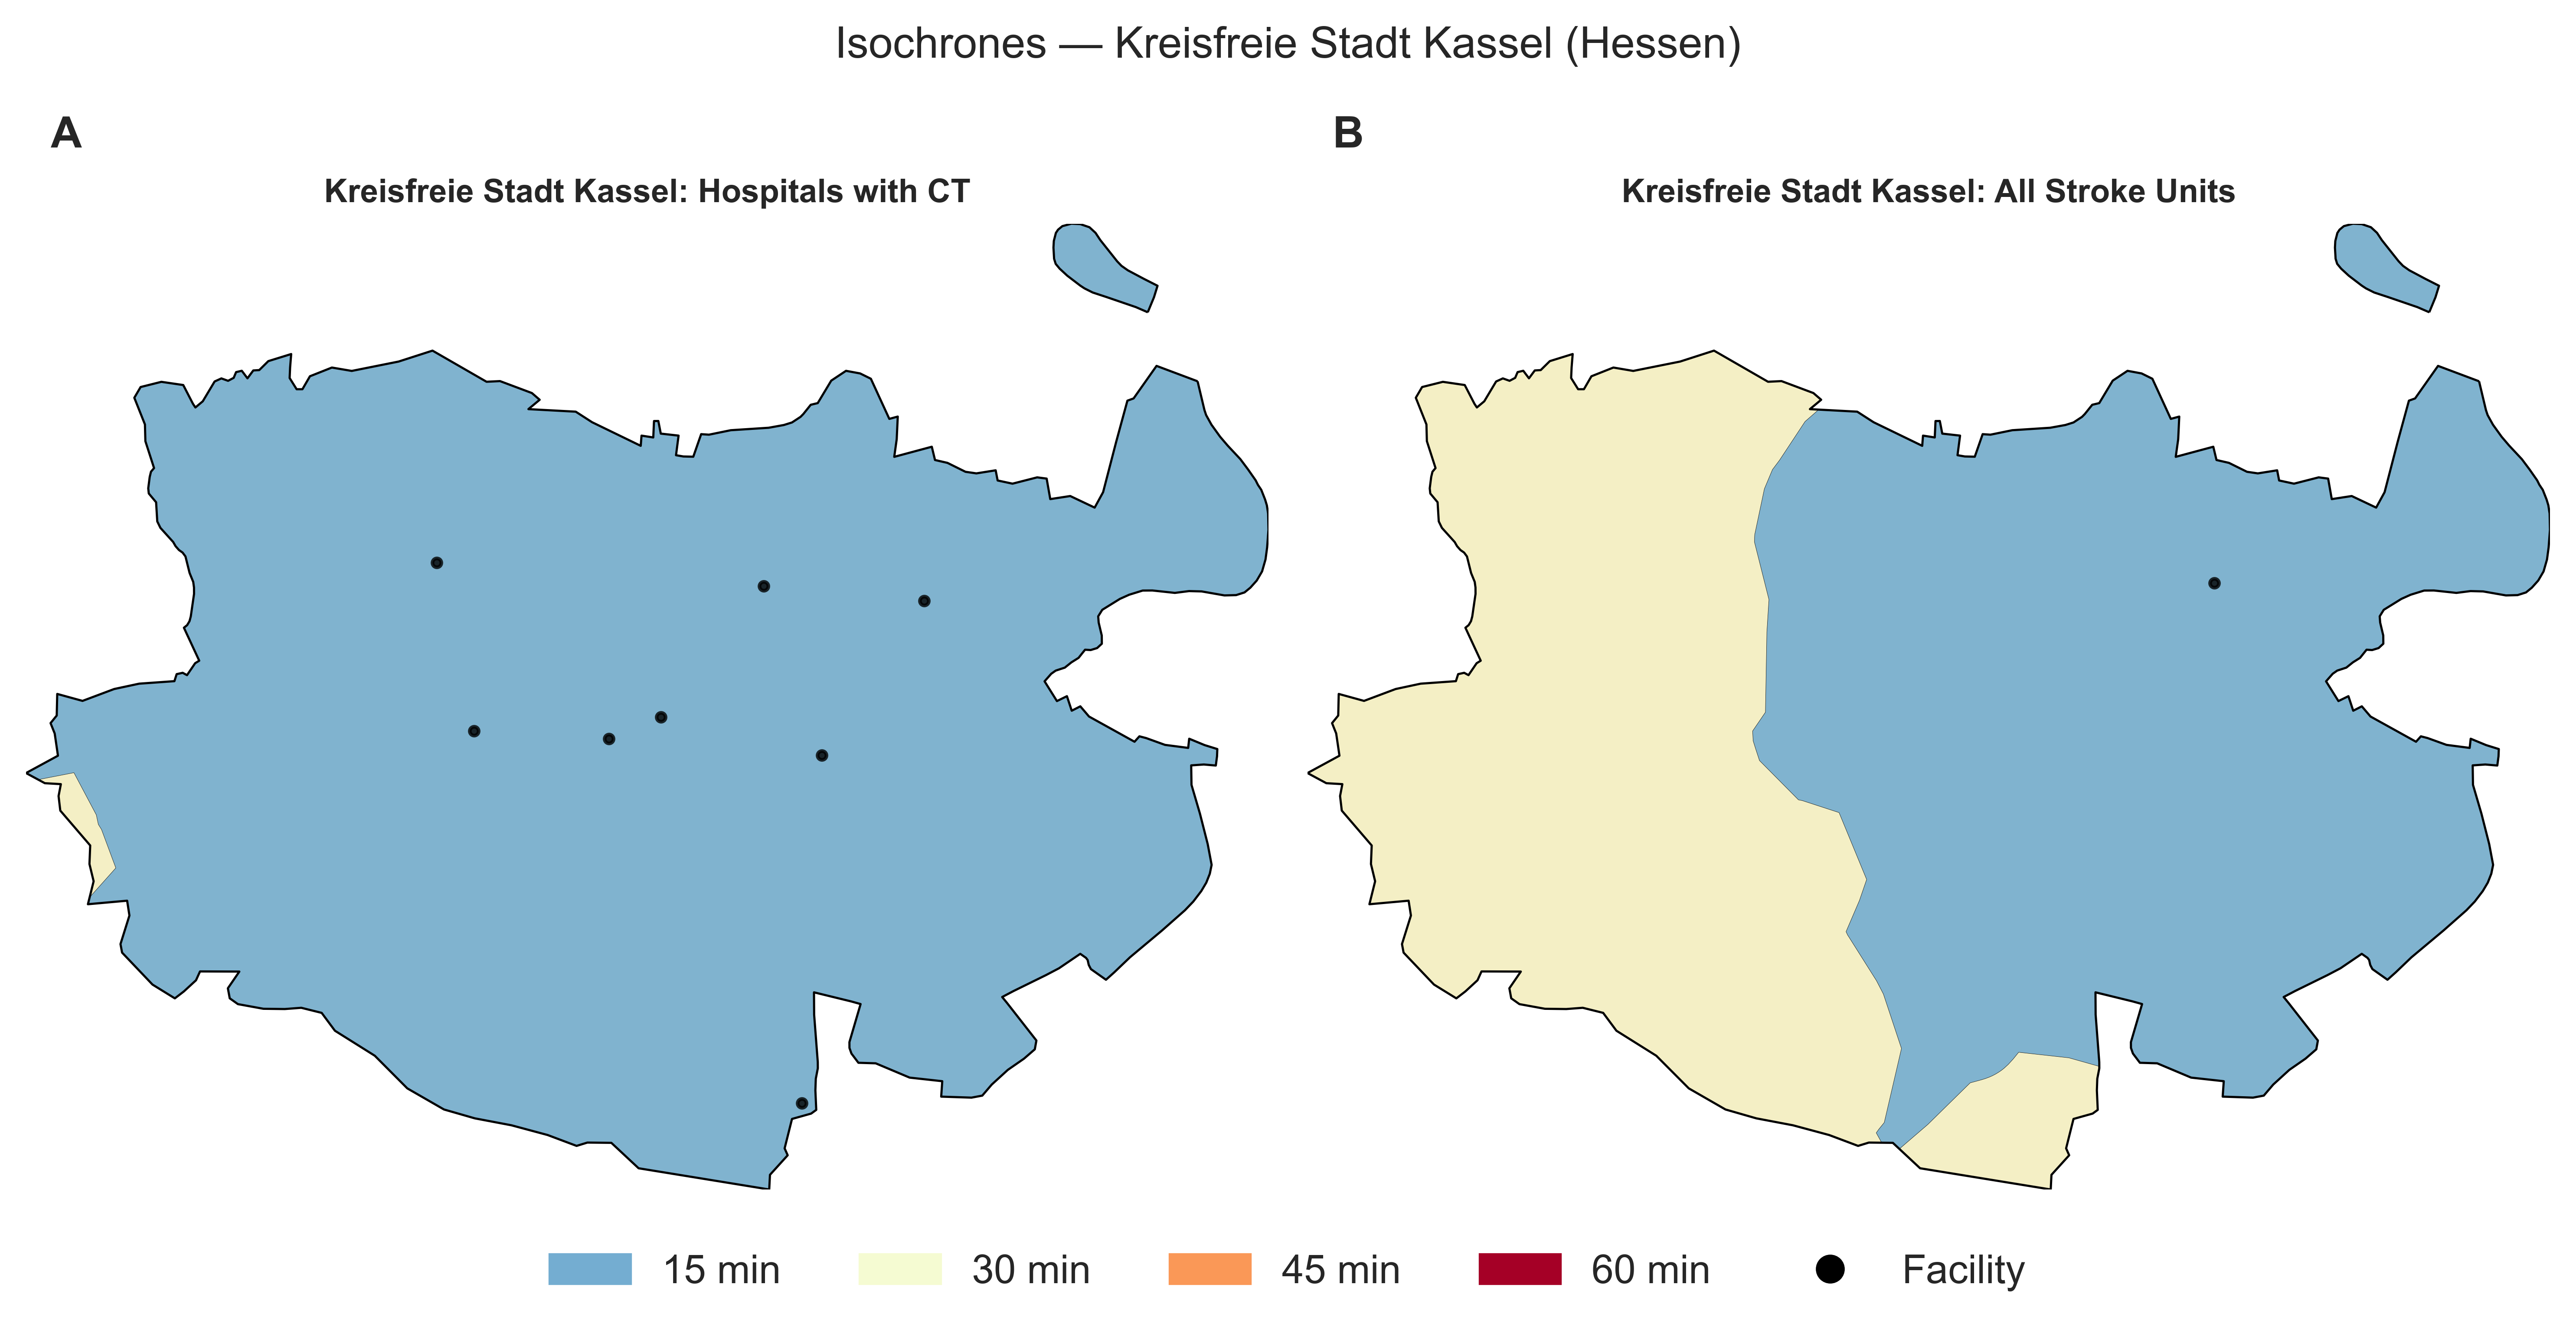 Isochrones — Kreisfreie Stadt Kassel (Hessen)
A
Kreisfreie Stadt Kassel: Hospitals with CT
B
Kreisfreie Stadt Kassel: All Stroke Units
15 min
30 min
45 min
60 min
Facility